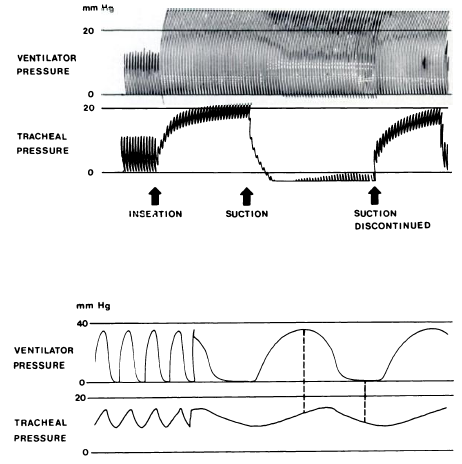 mm Hg
20
VENTILATOR
PRESSURE
0
20
TRACHEAL
PRESSURE
0
INSERTION
SUCTION
SUCTION
DISCONTINUED
mm Hg
40
VENTILATOR
PRESSURE
0
20
TRACHEAL
PRESSURE
0